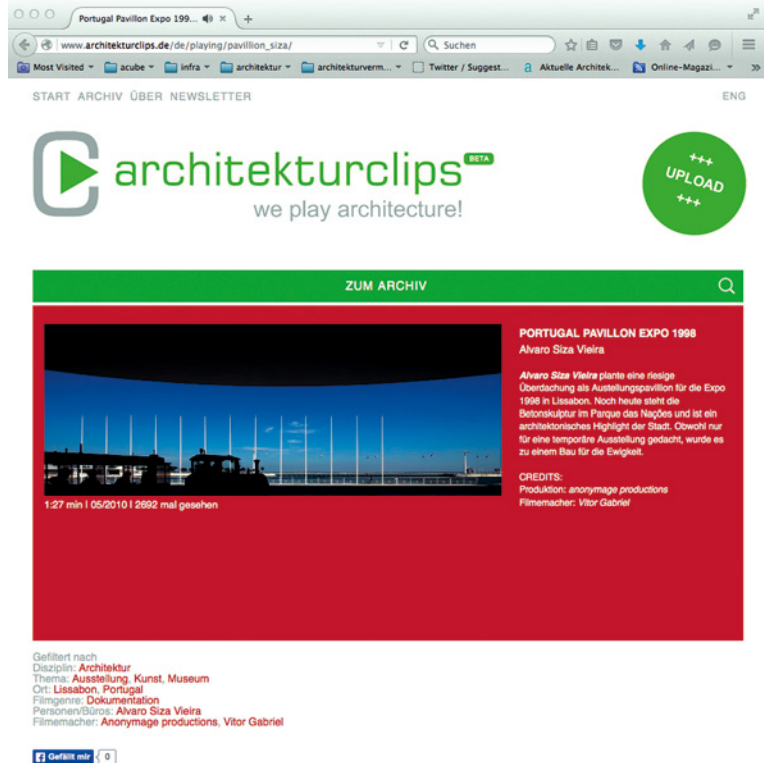 Portugal Pavillon Expo 199...
www.architekturclips.de/de/playing/pavillion_siza/
Suchen
Most Visited acube infra architektur architekturverm... Twitter / Suggest... Aktuelle Architek... Online-Magazi...
START ARCHIV ÜBER NEWSLETTER
ENG
architekturclips BETA
we play architecture!
+++
UPLOAD
+++
ZUM ARCHIV
PORTUGAL PAVILLON EXPO 1998
Alvaro Siza Vieira
Alvaro Siza Vieira plante eine riesige
Überdachung als Austellungspavillion für die Expo
1998 in Lissabon. Noch heute steht die
Betonskulptur im Parque das Nações und ist ein
architektonisches Highlight der Stadt. Obwohl nur
für eine temporäre Ausstellung gedacht, wurde es
zu einem Bau für die Ewigkeit.
CREDITS:
Produktion: anonymage productions
Filmemacher: Vitor Gabriel
1:27 min | 05/2010 | 2692 mal gesehen
Gefiltert nach
Disziplin: Architektur
Thema: Ausstellung, Kunst, Museum
Ort: Lissabon, Portugal
Filmgenre: Dokumentation
Personen/Büros: Alvaro Siza Vieira
Filmemacher: Anonymage productions, Vitor Gabriel
Gefällt mir 0